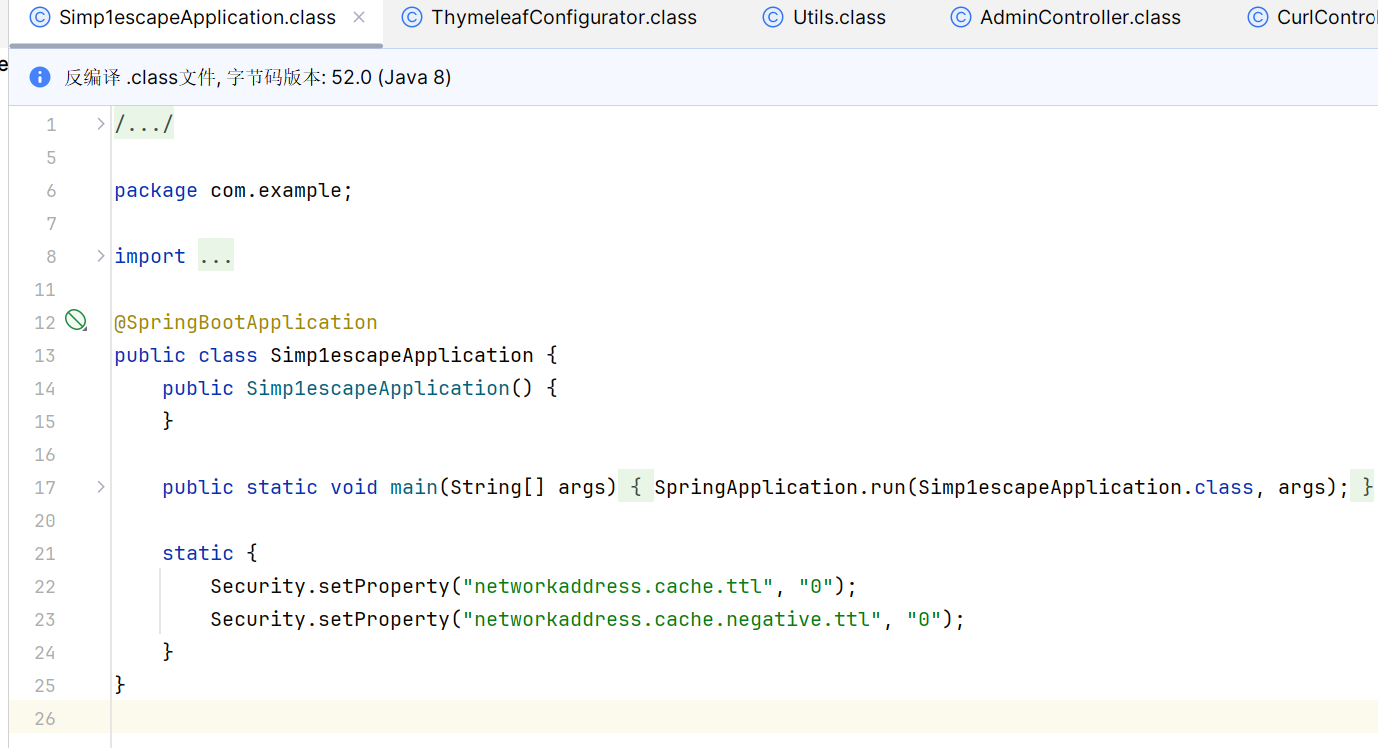 Simp1escapeApplication.class ThymeleafConfigurator.class Utils.class AdminController.class CurlContro
e
反编译 .class文件, 字节码版本: 52.0 (Java 8)
1 /.../
5
6 package com.example;
7
8 import ...
11
12 @SpringBootApplication
13 public class Simp1escapeApplication {
14     public Simp1escapeApplication() {
15     }
16
17     public static void main(String[] args) { SpringApplication.run(Simp1escapeApplication.class, args); }
20
21     static {
22         Security.setProperty("networkaddress.cache.ttl", "0");
23         Security.setProperty("networkaddress.cache.negative.ttl", "0");
24     }
25 }
26